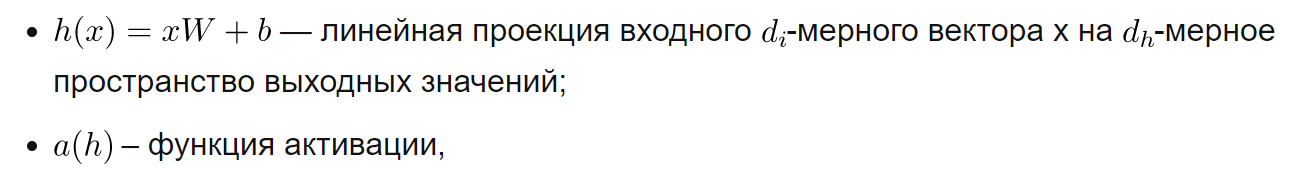 • h(x) = xW + b — линейная проекция входного dᵢ-мерного вектора x на dₕ-мерное
пространство выходных значений;
• a(h) – функция активации,